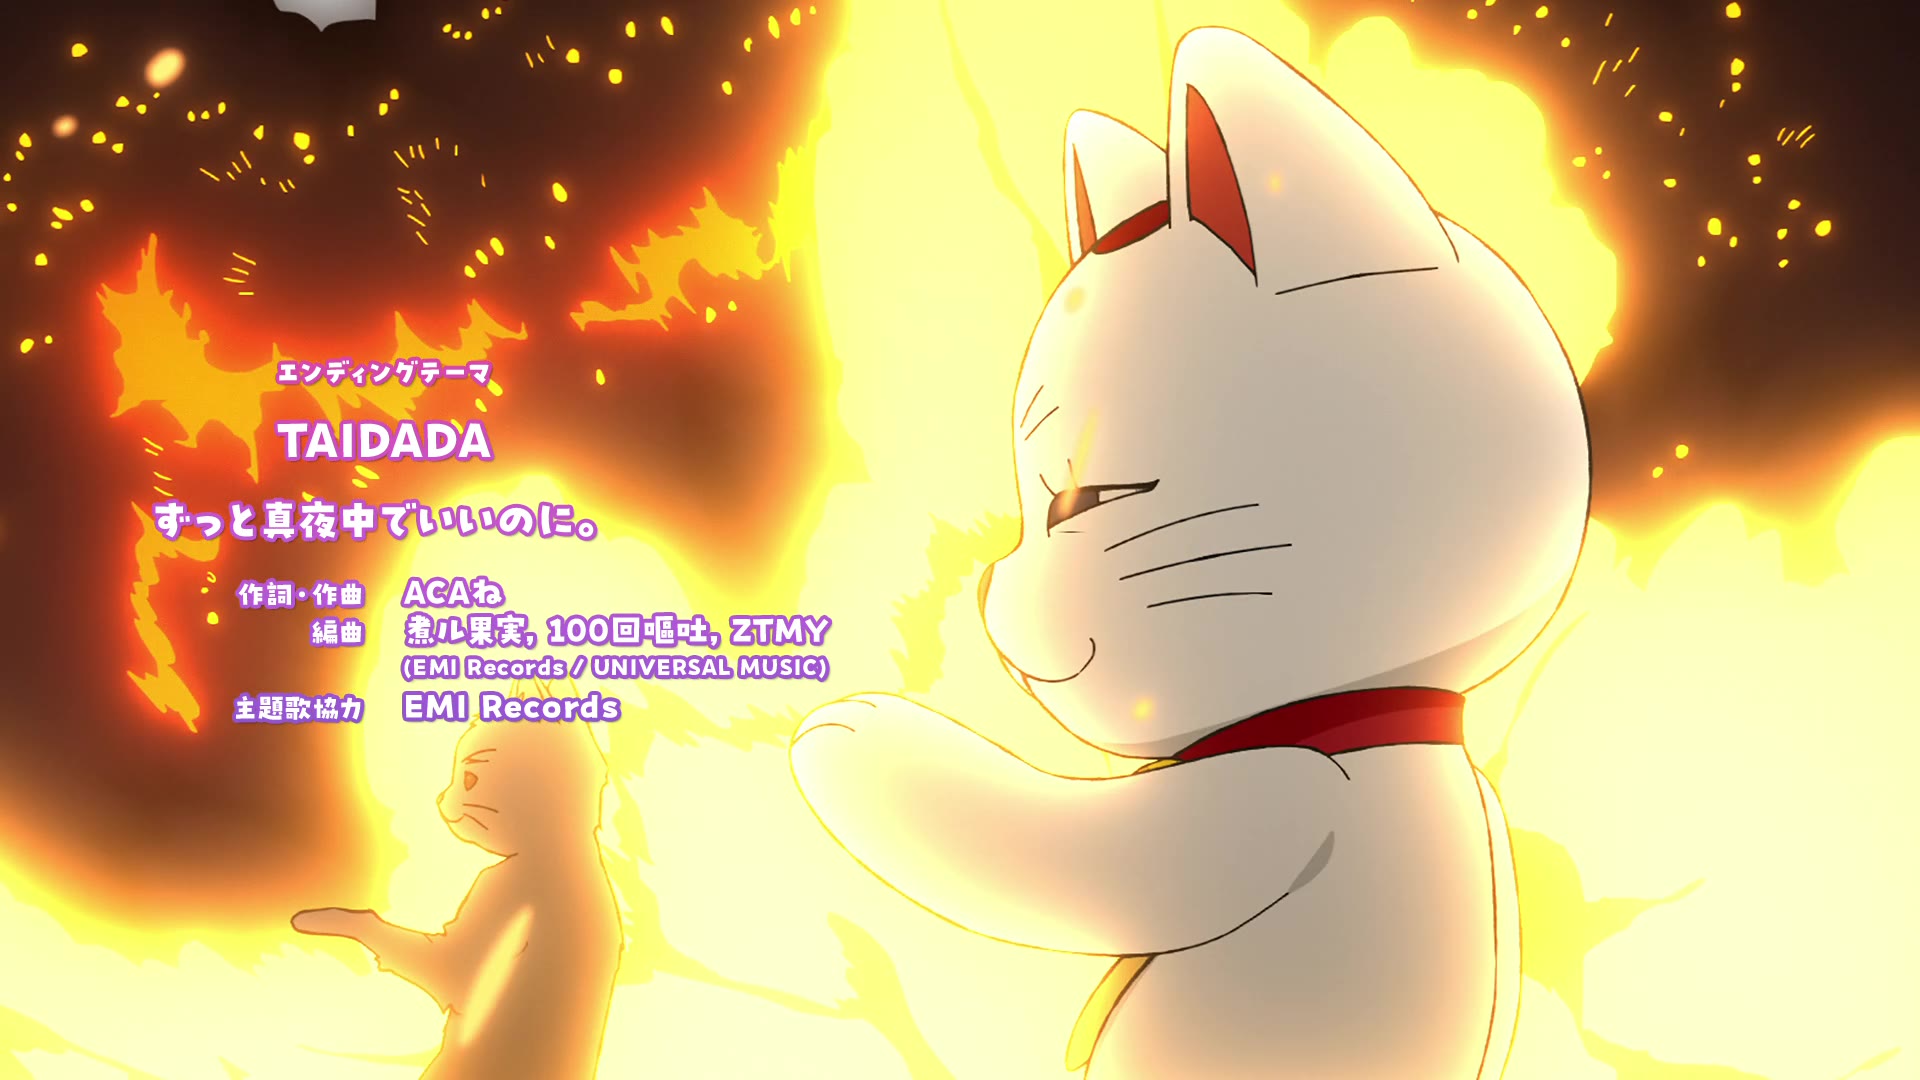 エンディングテーマ
TAIDADA
ずっと真夜中でいいのに。
作詞・作曲 ACAね
編曲 煮ル果実, 100回嘔吐, ZTMY
(EMI Records / UNIVERSAL MUSIC)
主題歌協力 EMI Records